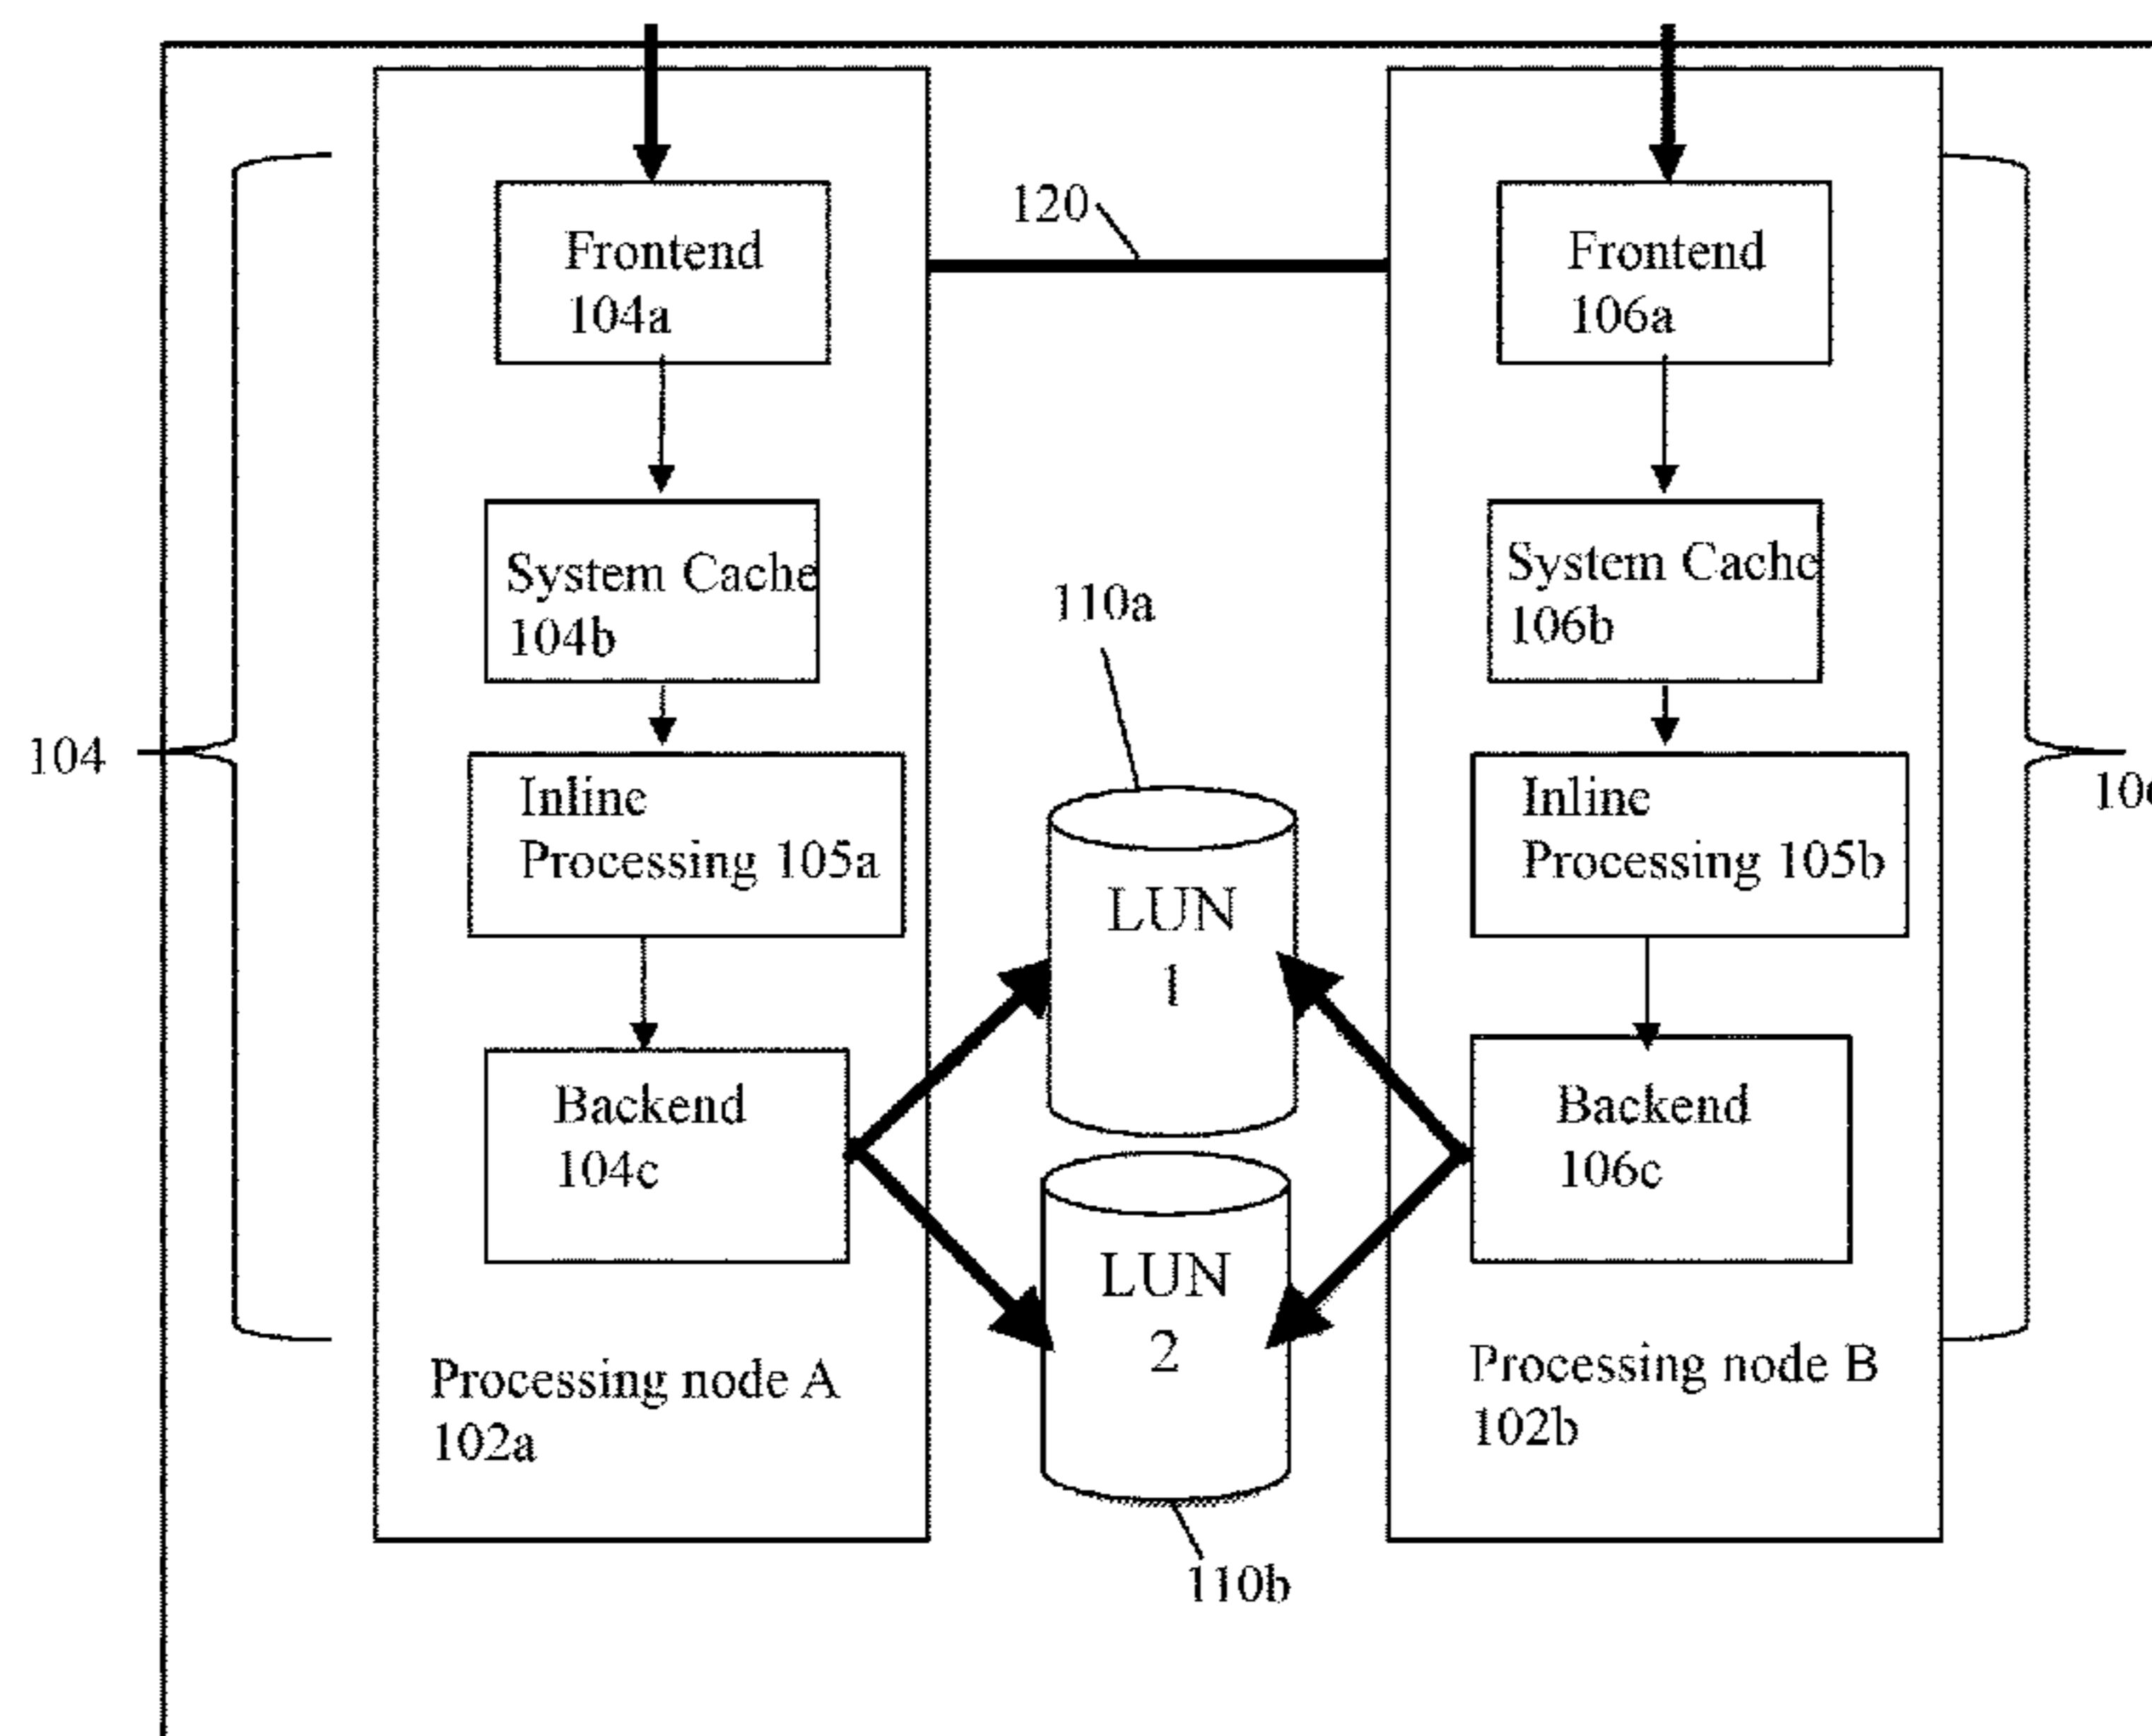 120
Frontend
104a
Frontend
106a
System Cache
104b
System Cache
106b
110a
104
Inline
Processing 105a
Inline
Processing 105b
LUN
1
Backend
104c
Backend
106c
LUN
2
Processing node A
102a
Processing node B
102b
110b